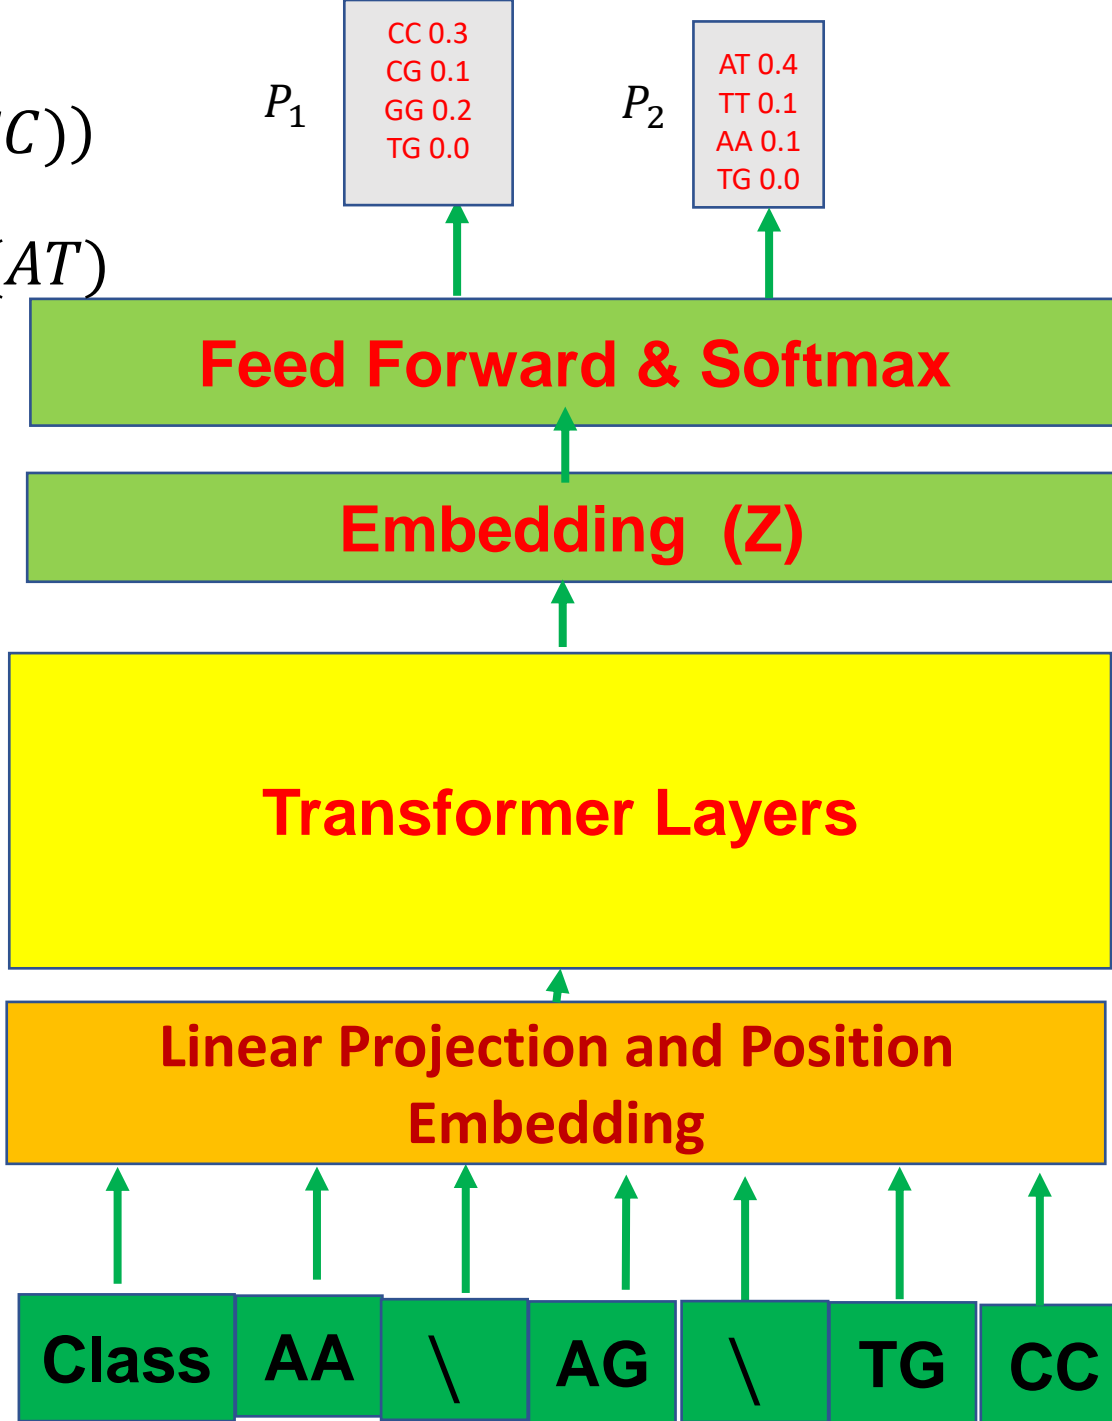 CC 0.3
CG 0.1
GG 0.2
TG 0.0
P₁
AT 0.4
TT 0.1
AA 0.1
TG 0.0
P₂
C))
(AT)
Feed Forward & Softmax
Embedding (Z)
Transformer Layers
Linear Projection and Position
Embedding
Class AA \ AG \ TG CC